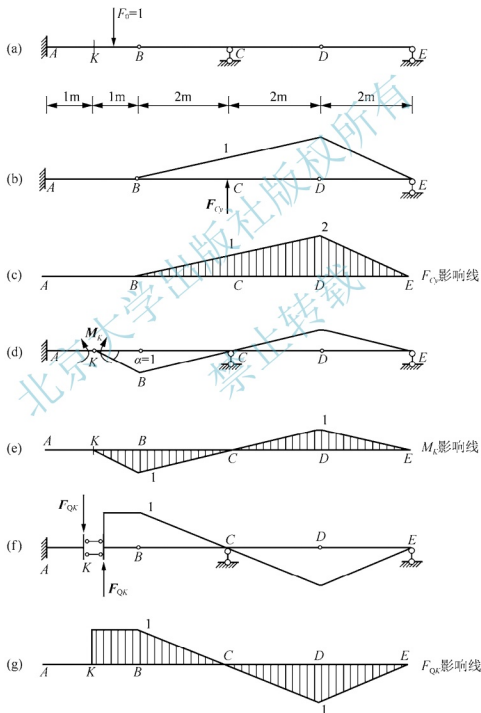 (a) A K F₀=1 B C D E
1m 1m 2m 2m 2m
(b) A B 1 F_Cy C D E
(c) A B 1 C 2 D E F_Cy影响线
(d) A M_K K α=1 B C D E
(e) A K B 1 C 1 D E M_K影响线
(f) A F_QK K F_QK 1 B C D E
(g) A K 1 B C D 1 E F_QK影响线
北京大学出版社版权所有
禁止转载